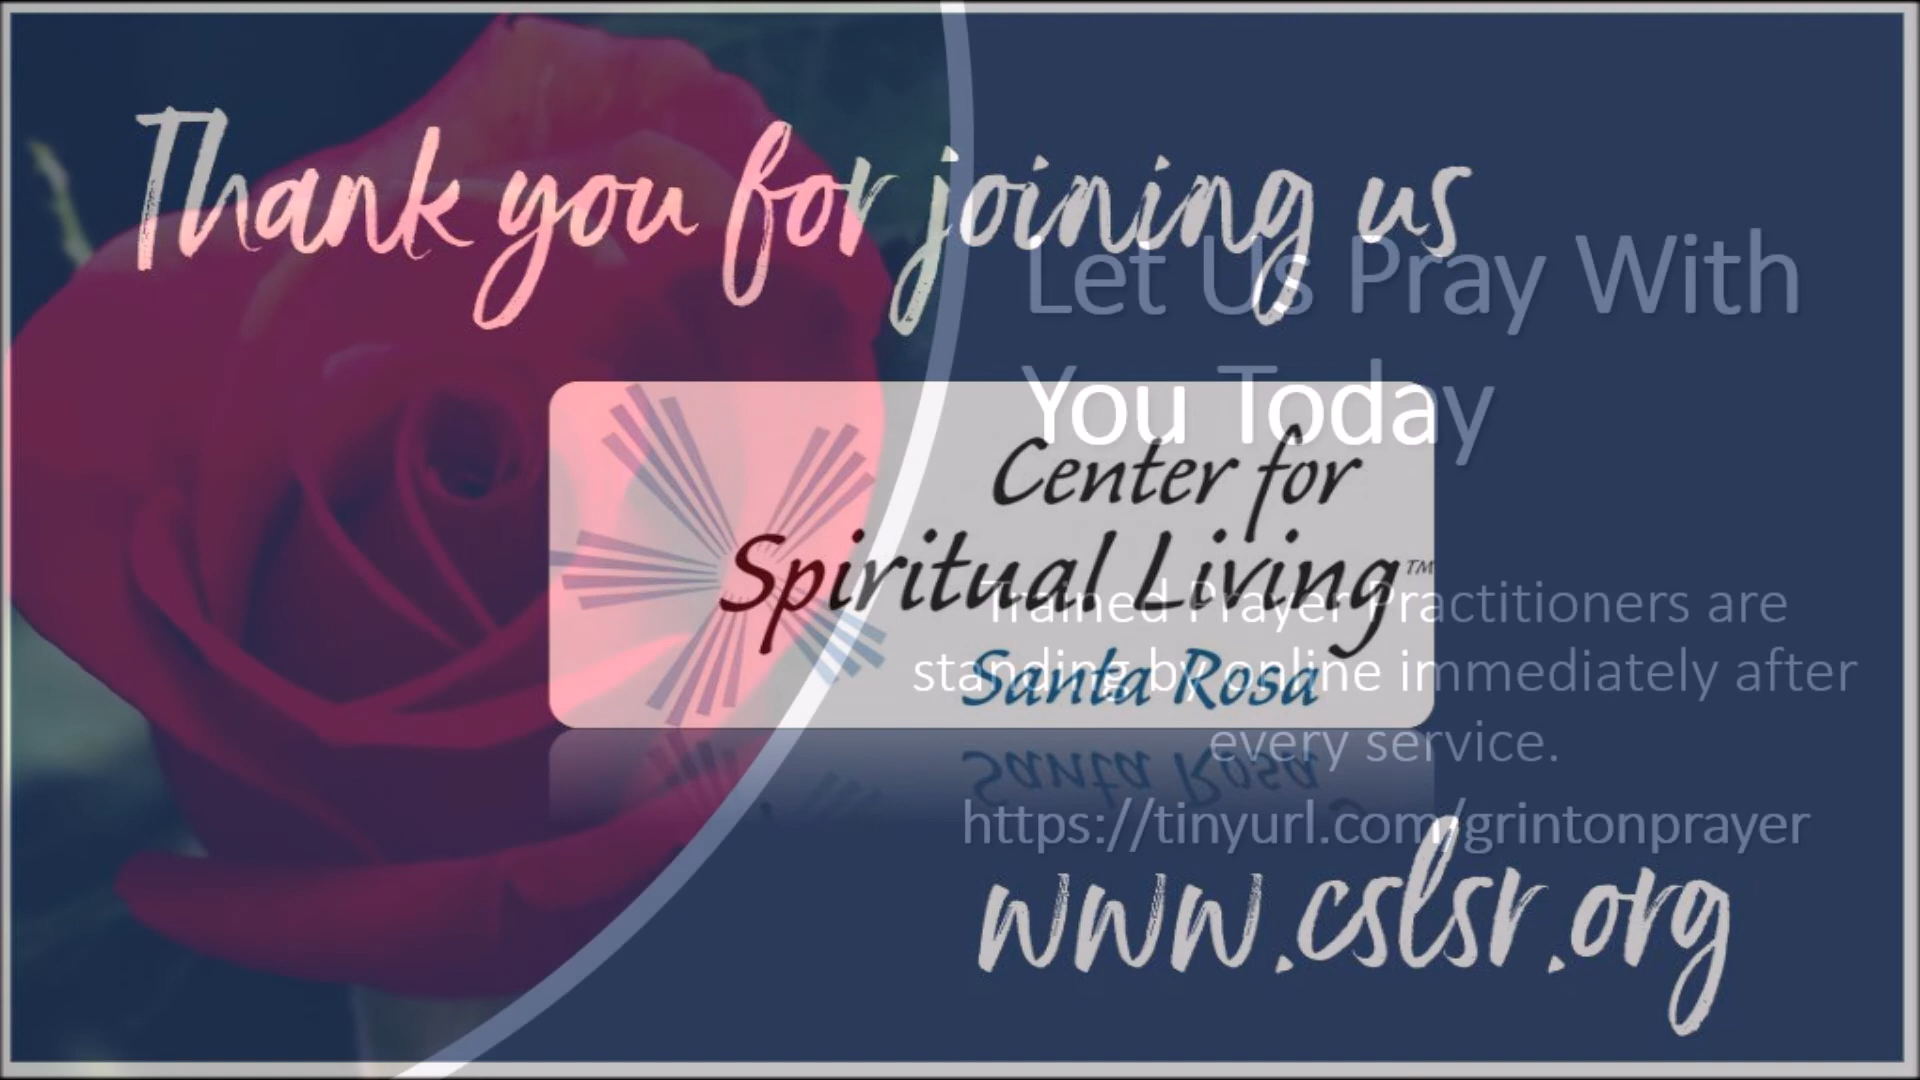 Thank you for joining us
Let Us Pray With
You Today
Center for
Spiritual Living™
Santa Rosa
Trained Prayer Practitioners are
standing by online immediately after
every service.
https://tinyurl.com/grintonprayer
www.cslsr.org